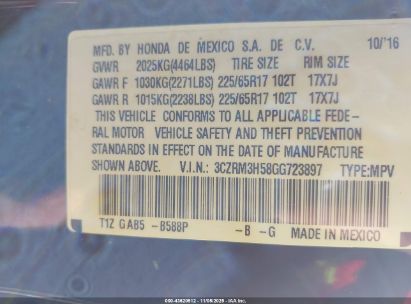 MFD. BY HONDA DE MEXICO S.A. DE C.V. 10/16
GVWR 2025KG(4464LBS) TIRE SIZE RIM SIZE
GAWR F 1030KG(2271LBS) 225/65R17 102T 17X7J
GAWR R 1015KG(2238LBS) 225/65R17 102T 17X7J
THIS VEHICLE CONFORMS TO ALL APPLICABLE FEDE-
RAL MOTOR VEHICLE SAFETY AND THEFT PREVENTION
STANDARDS IN EFFECT ON THE DATE OF MANUFACTURE
SHOWN ABOVE. V.I.N.: 3CZRM3H58GG723897 TYPE:MPV
T1Z GAB5 -B588P -B -G MADE IN MEXICO